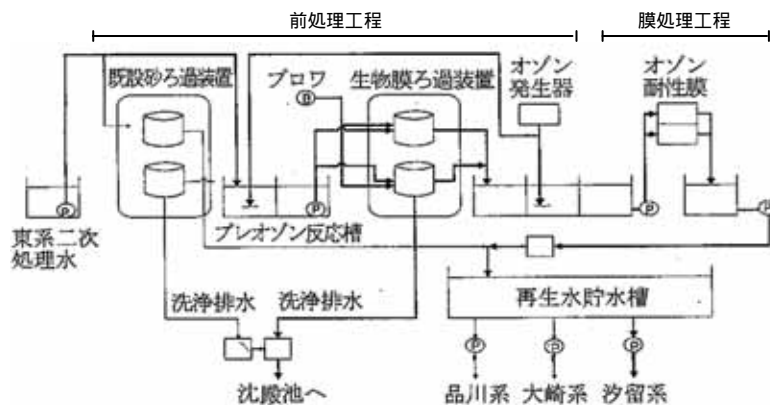 前処理工程
膜処理工程
既設砂ろ過装置
ブロワ
生物膜ろ過装置
オゾン
発生器
オゾン
耐性膜
B
P
P
P
P
東系二次
処理水
プレオゾン反応槽
洗浄排水
洗浄排水
再生水貯水槽
P
P
P
沈殿池へ
品川系
大崎系
汐留系